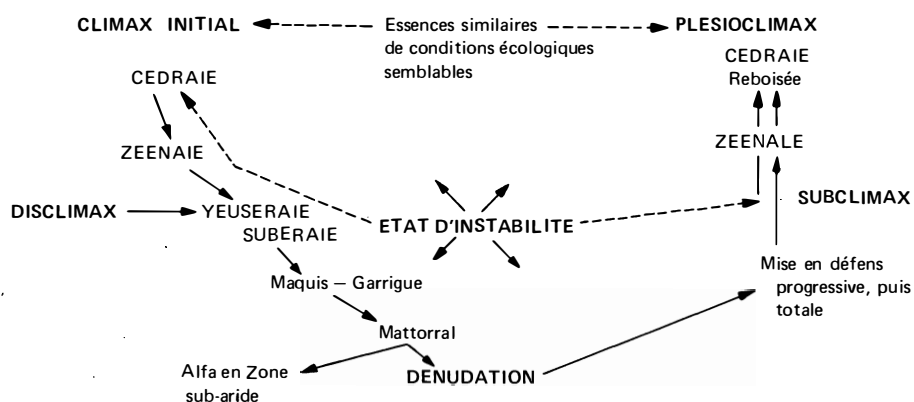 CLIMAX INITIAL
Essences similaires
de conditions écologiques
semblables
PLESIOCLIMAX
CEDRAIE
Reboisée
CEDRAIE
ZEENAIE
ZEENALE
DISCLIMAX
YEUSERAIE
SUBERAIE
ETAT D'INSTABILITE
SUBCLIMAX
Maquis – Garrigue
Mise en défens
progressive, puis
totale
Mattorral
Alfa en Zone
sub-aride
DENUDATION